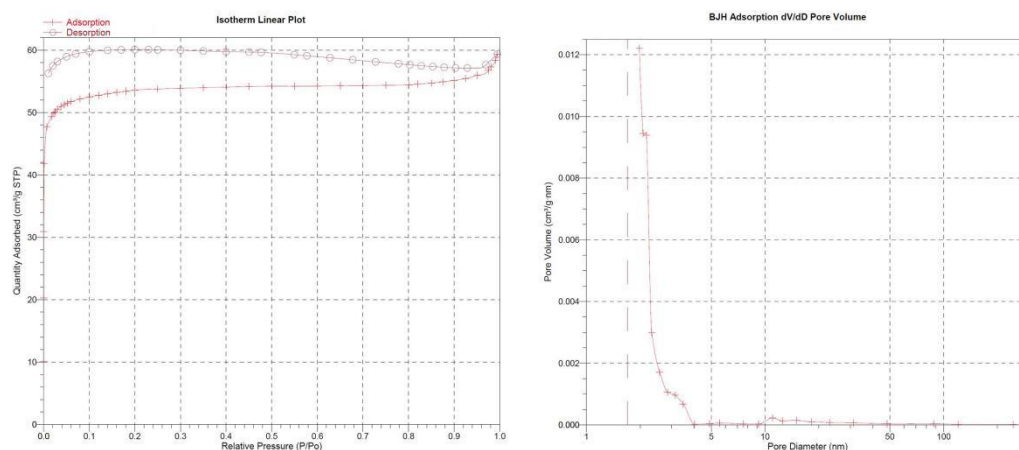 Isotherm Linear Plot
Adsorption
Desorption
60
50
40
30
20
10
0
Quantity Adsorbed (cm³/g STP)
0.0 0.1 0.2 0.3 0.4 0.5 0.6 0.7 0.8 0.9 1.0
Relative Pressure (P/Po)
BJH Adsorption dV/dD Pore Volume
0.012
0.010
0.008
0.006
0.004
0.002
0.000
Pore Volume (cm³/g·nm)
1 5 10 50 100
Pore Diameter (nm)